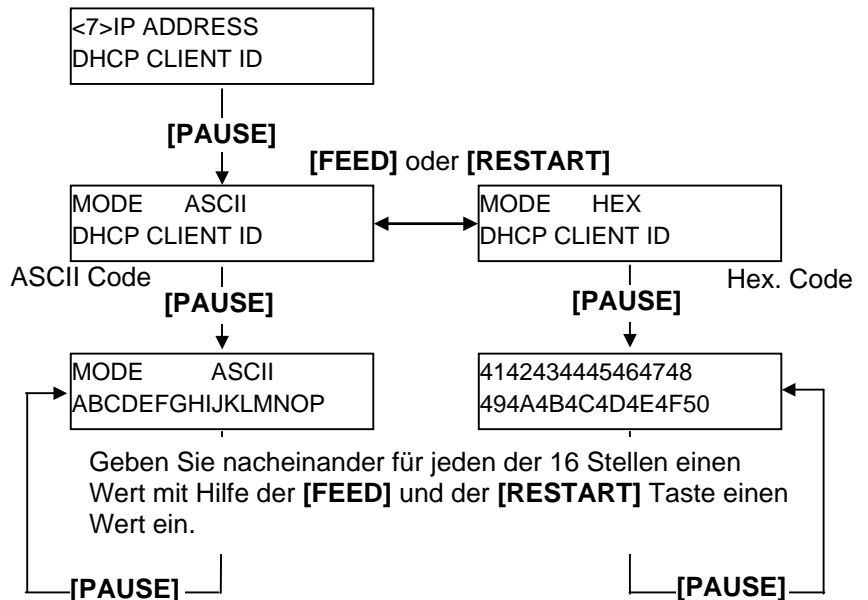 <7>IP ADDRESS
DHCP CLIENT ID
[PAUSE]
[FEED] oder [RESTART]
MODE ASCII
DHCP CLIENT ID
MODE HEX
DHCP CLIENT ID
ASCII Code
Hex. Code
[PAUSE]
[PAUSE]
MODE ASCII
ABCDEFGHIJKLMNOP
4142434445464748
494A4B4C4D4E4F50
Geben Sie nacheinander für jeden der 16 Stellen einen
Wert mit Hilfe der [FEED] und der [RESTART] Taste einen
Wert ein.
[PAUSE]
[PAUSE]